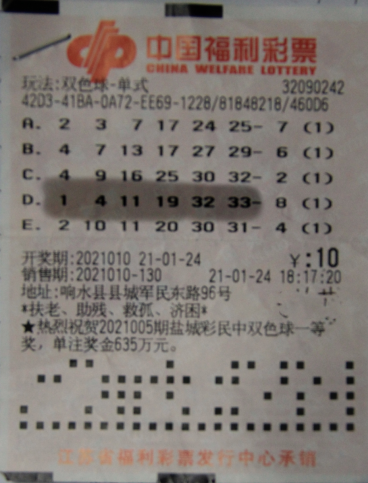 中国福利彩票
CHINA WELFARE LOTTERY
玩法:双色球-单式 32090242
42D3-41BA-0A72-EE69-1228/81848218/460D6
A. 2 3 7 17 24 25- 7 (1)
B. 4 7 13 17 27 29- 6 (1)
C. 4 9 16 25 30 32- 2 (1)
D. 1 4 11 19 32 33- 8 (1)
E. 2 10 11 20 30 31- 4 (1)
开奖期:2021010 21-01-24 ¥:10
销售期:2021010-130 21-01-24 18:17:20
地址:响水县县城军民东路96号
*扶老、助残、救孤、济困*
★热烈祝贺2021005期盐城彩民中双色球一等
奖,单注奖金635万元。
江苏省福利彩票发行中心承销